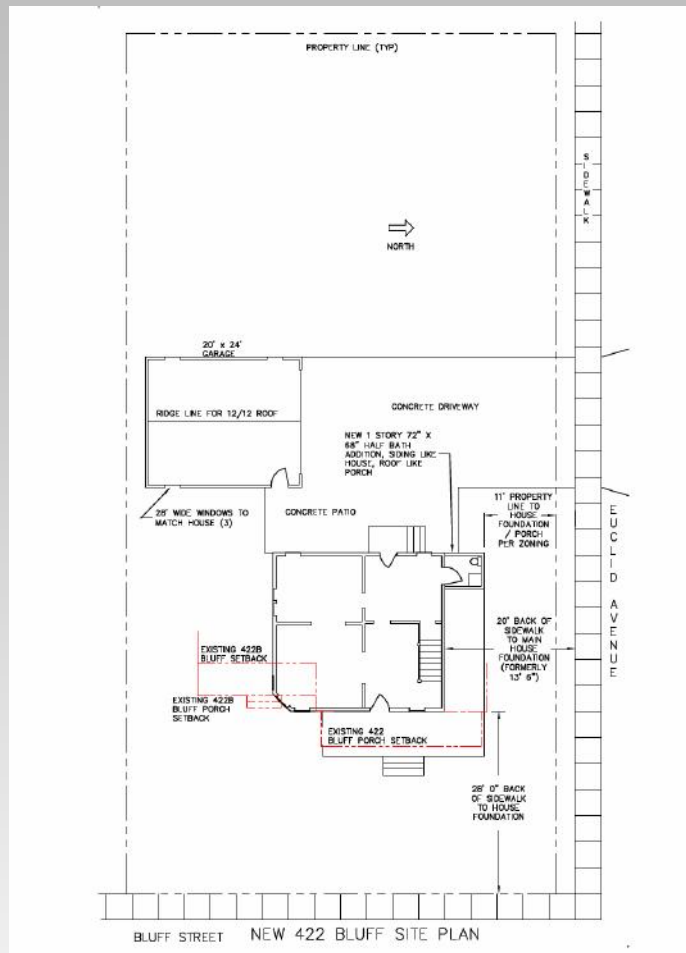 PROPERTY LINE (TYP)
SIDEWALK
NORTH
20' x 24'
GARAGE
RIDGE LINE FOR 12/12 ROOF
CONCRETE DRIVEWAY
NEW 1 STORY 72" X
68" HALF BATH
ADDITION, SIDING LIKE
HOUSE, ROOF LIKE
PORCH
28" WIDE WINDOWS TO
MATCH HOUSE (3)
CONCRETE PATIO
11' PROPERTY
LINE TO
HOUSE
FOUNDATION
/ PORCH
PER ZONING
EUCLID AVENUE
20' BACK OF
SIDEWALK TO
MAIN
HOUSE
FOUNDATION
(FORMERLY
13' 6")
EXISTING 422B
BLUFF SETBACK
EXISTING 422B
BLUFF PORCH
SETBACK
EXISTING 422
BLUFF PORCH SETBACK
28' 0" BACK
OF SIDEWALK
TO HOUSE
FOUNDATION
BLUFF STREET
NEW 422 BLUFF SITE PLAN